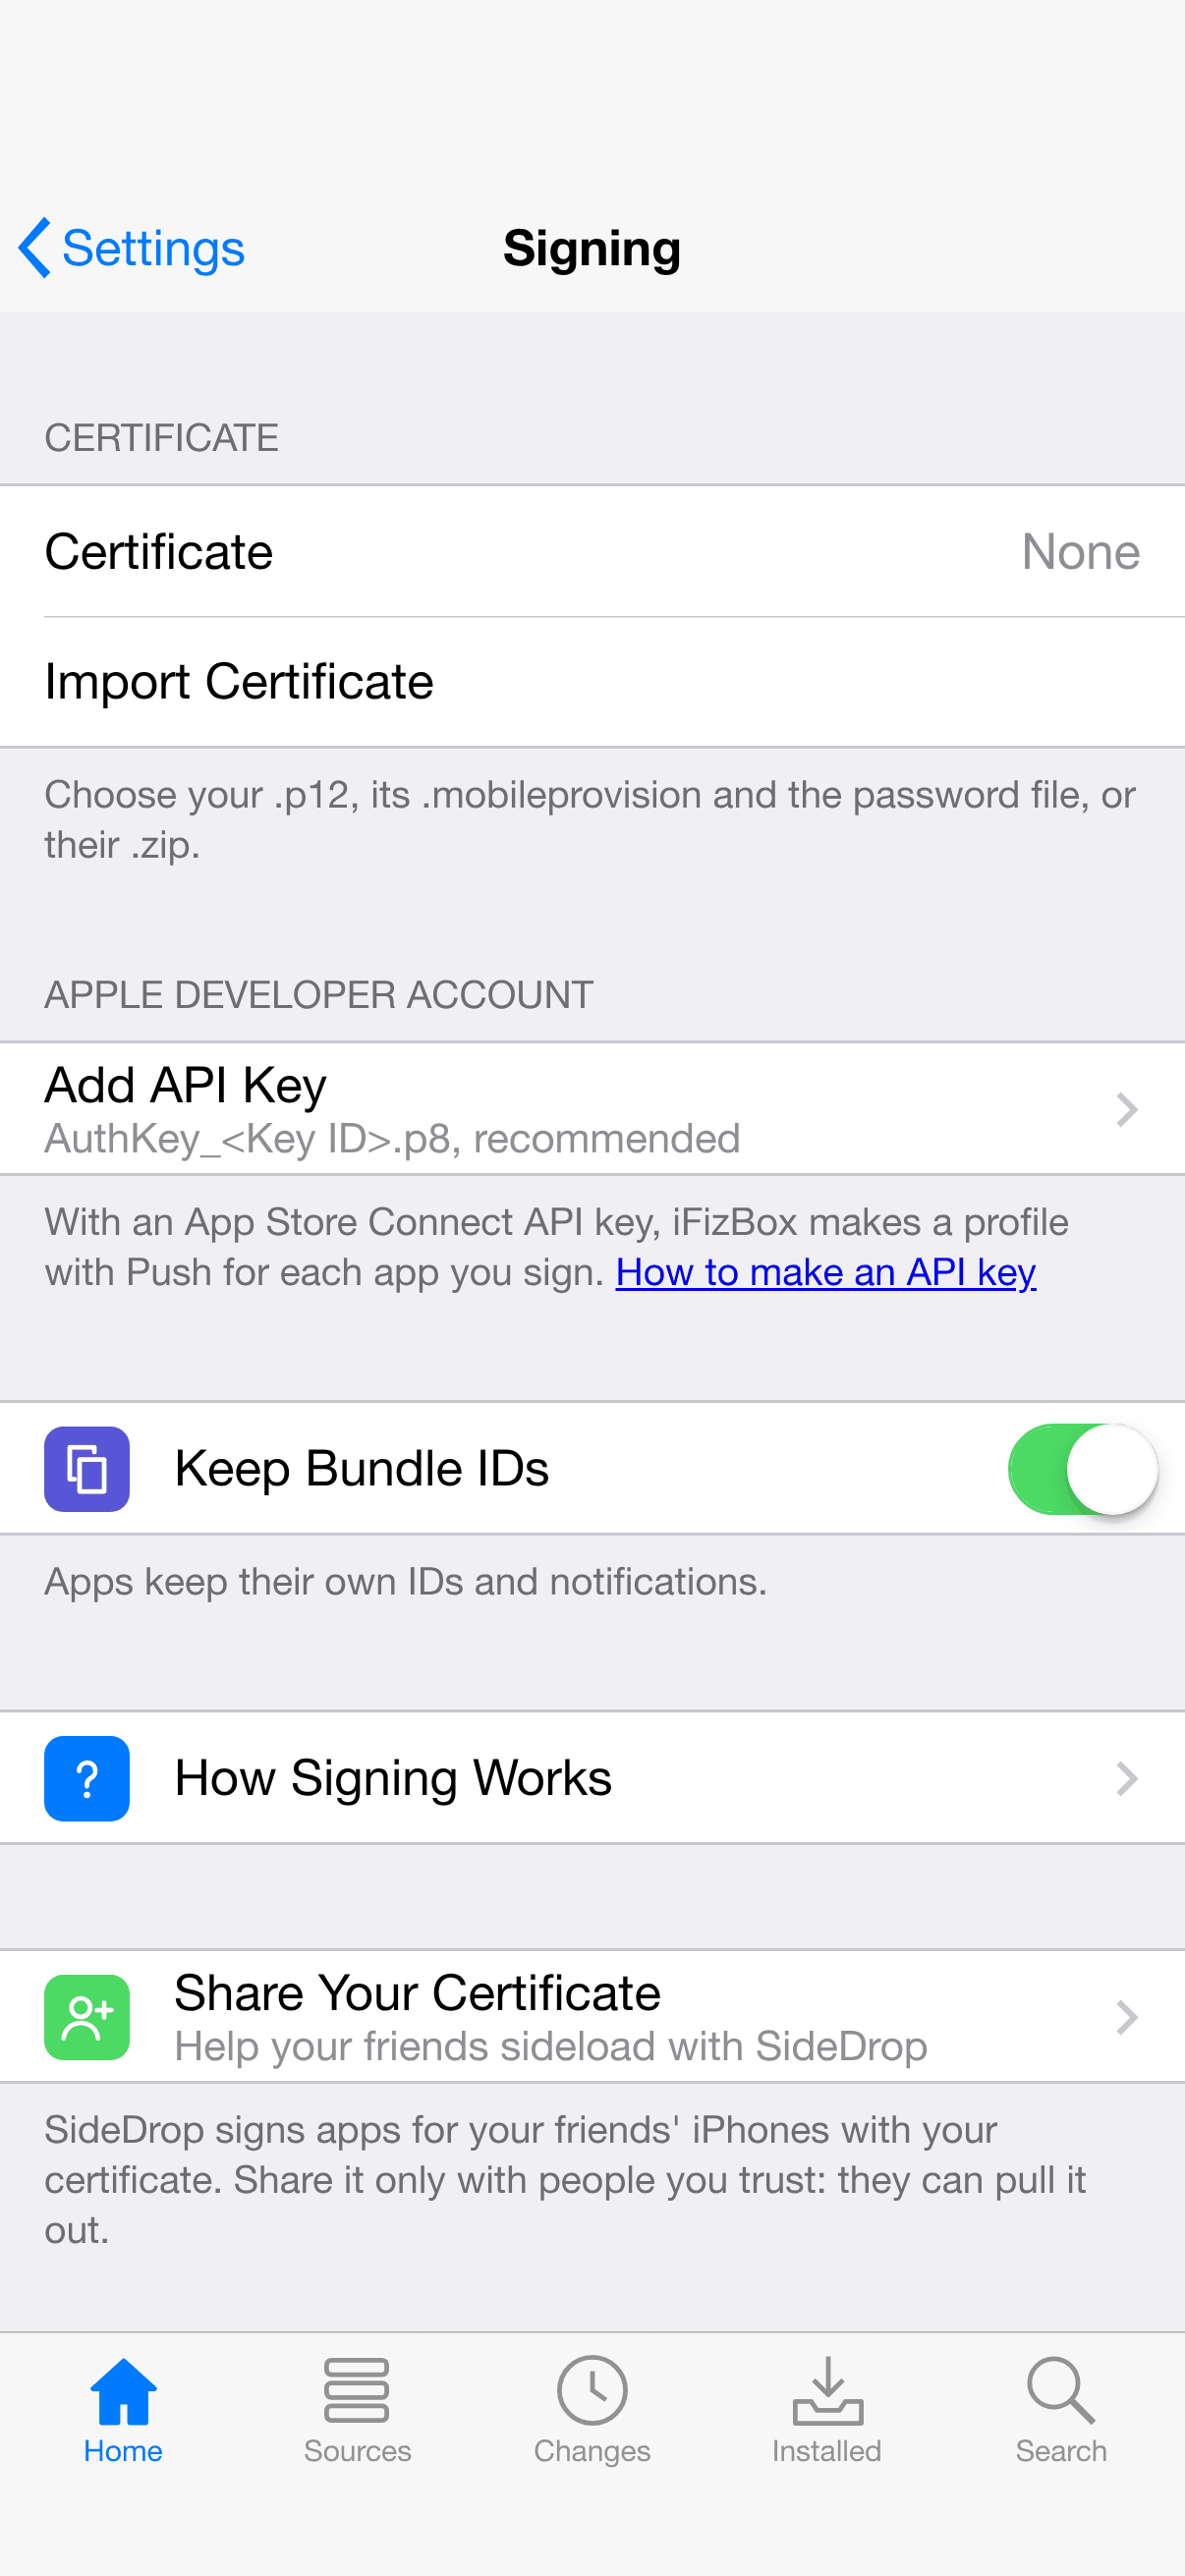 Settings
Signing
CERTIFICATE
Certificate
None
Import Certificate
Choose your .p12, its .mobileprovision and the password file, or
their .zip.
APPLE DEVELOPER ACCOUNT
Add API Key
AuthKey_<Key ID>.p8, recommended
With an App Store Connect API key, iFizBox makes a profile
with Push for each app you sign. How to make an API key
Keep Bundle IDs
Apps keep their own IDs and notifications.
?
How Signing Works
Share Your Certificate
Help your friends sideload with SideDrop
SideDrop signs apps for your friends' iPhones with your
certificate. Share it only with people you trust: they can pull it
out.
Home
Sources
Changes
Installed
Search